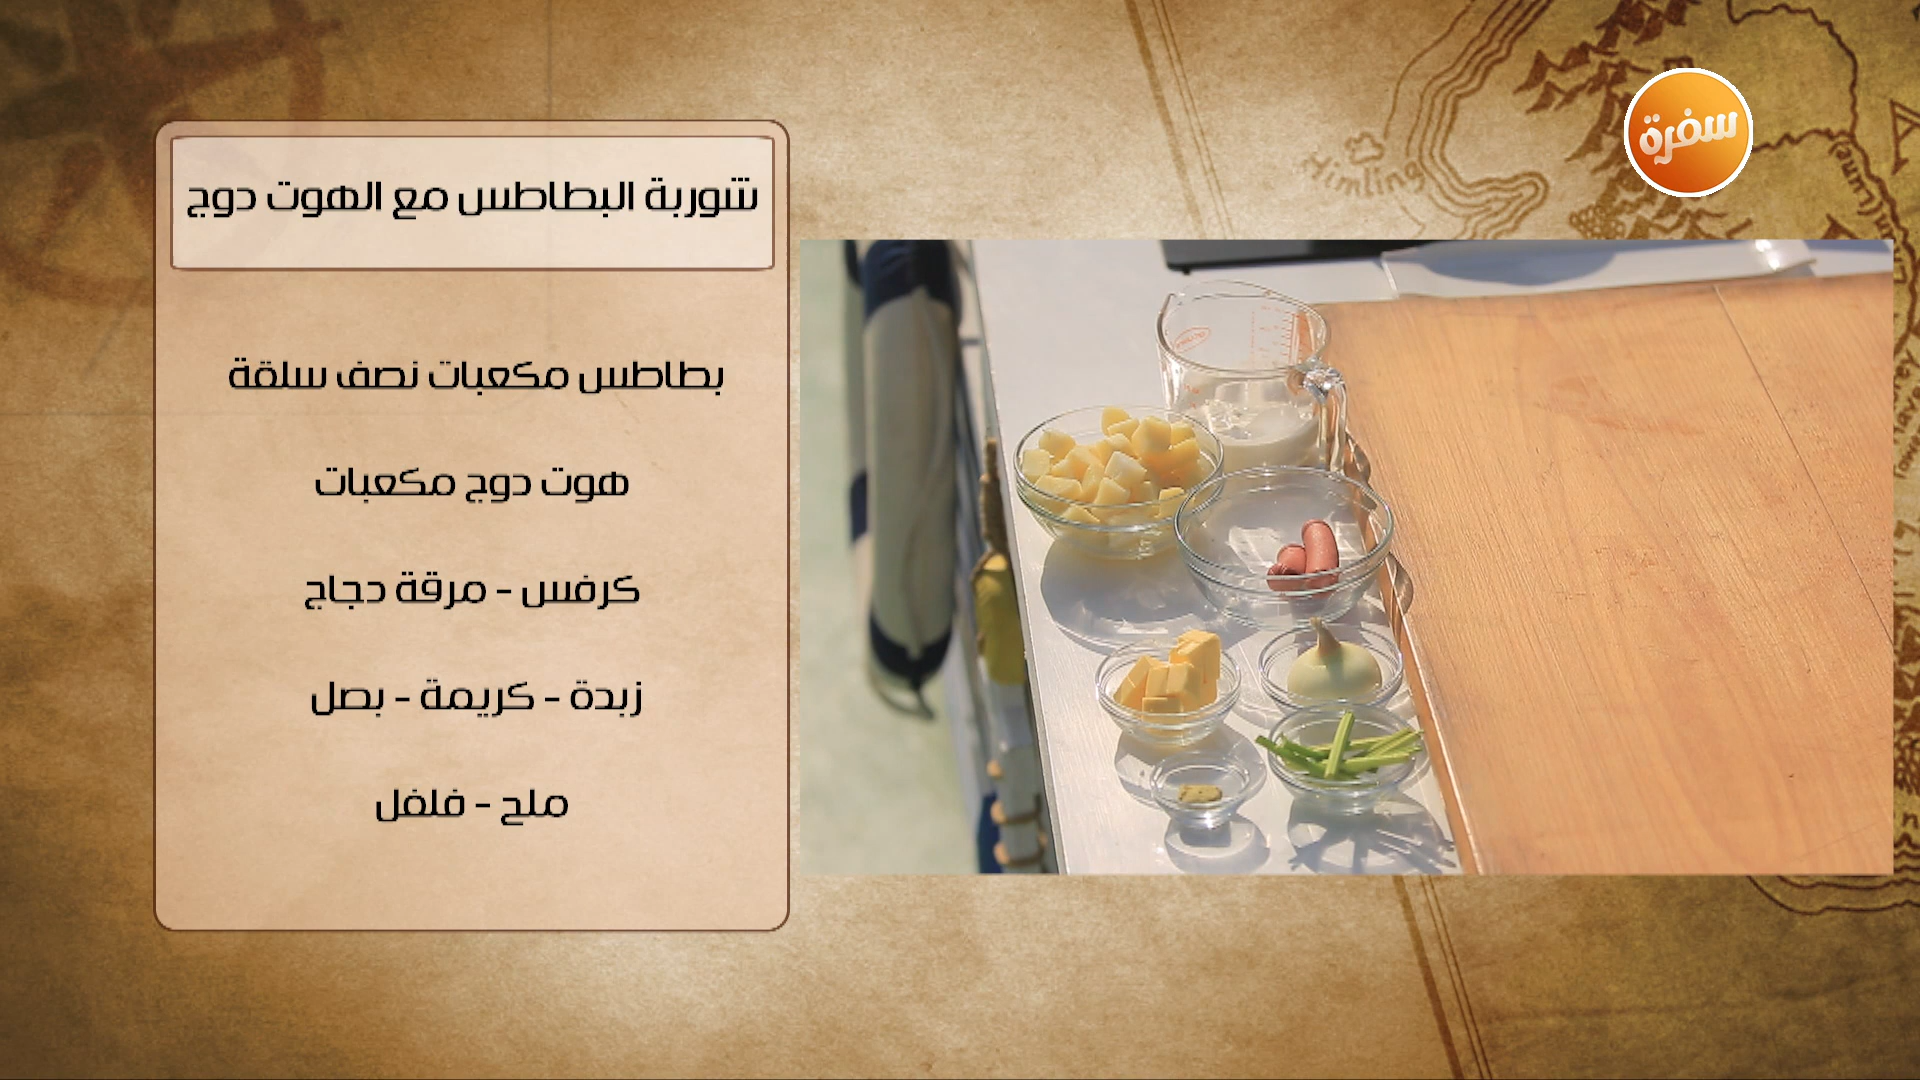 سفرة
شوربة البطاطس مع الهوت دوج
بطاطس مكعبات نصف سلقة
هوت دوج مكعبات
كرفس - مرقة دجاج
زبدة - كريمة - بصل
ملح - فلفل
Himling